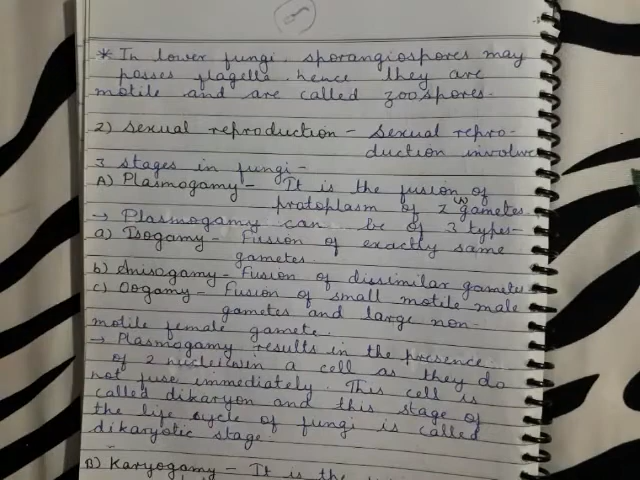 * In lower fungi, sporangiospores may
posses flagella hence they are
motile and are called zoospores.
2) Sexual reproduction - Sexual repro-
duction involve
3 stages in fungi -
A) Plasmogamy - It is the fusion of
protoplasm of 2 (N) gametes.
→ Plasmogamy can be of 3 types -
a) Isogamy - Fusion of exactly same
gametes.
b) Anisogamy - Fusion of dissimilar gametes
c) Oogamy - Fusion of small motile male
gametes and large non-
motile female gamete.
→ Plasmogamy results in the presence
of 2 nuclei in a cell as they do
not fuse immediately. This cell is
called dikaryon and this stage of
the life cycle of fungi is called
dikaryotic stage
B) Karyogamy - It is the